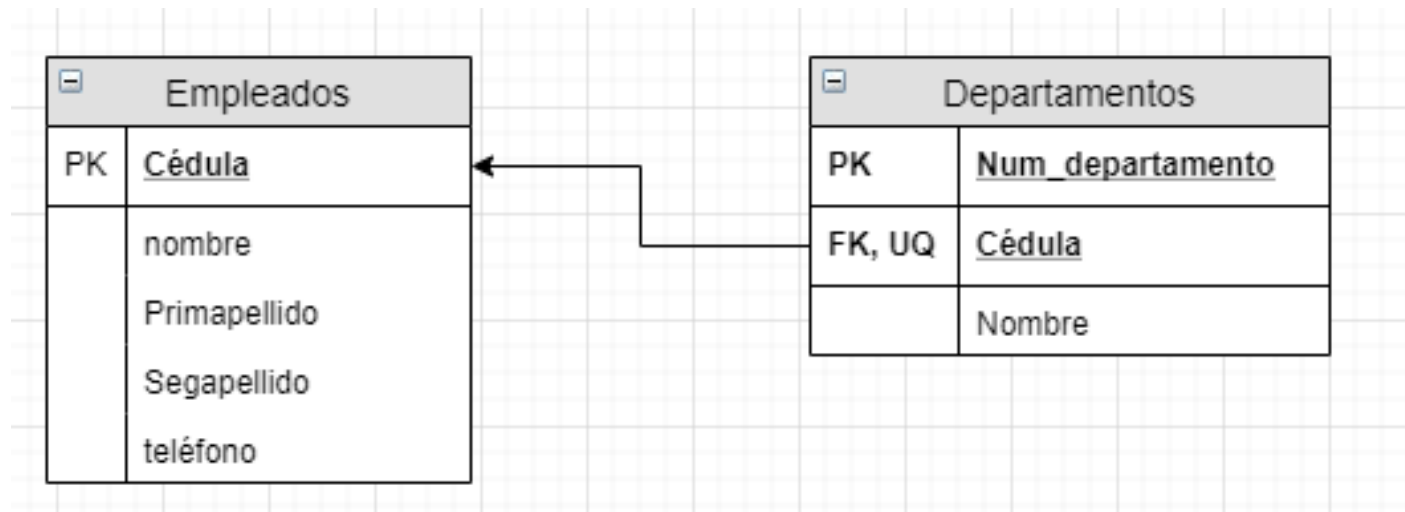 Empleados
PK Cédula
nombre
Primapellido
Segapellido
teléfono
Departamentos
PK Num_departamento
FK, UQ Cédula
Nombre